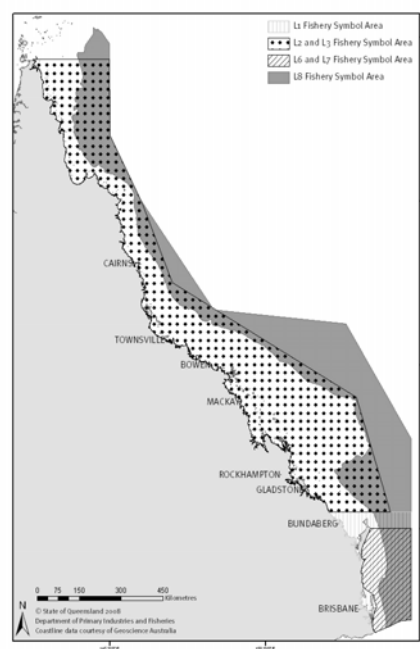 L1 Fishery Symbol Area
L2 and L3 Fishery Symbol Area
L6 and L7 Fishery Symbol Area
L8 Fishery Symbol Area
CAIRNS
TOWNSVILLE
BOWEN
MACKAY
ROCKHAMPTON
GLADSTONE
BUNDABERG
BRISBANE
0 75 150 300 450
Kilometres
N
© State of Queensland 2008
Department of Primary Industries and Fisheries
Coastline data courtesy of Geoscience Australia